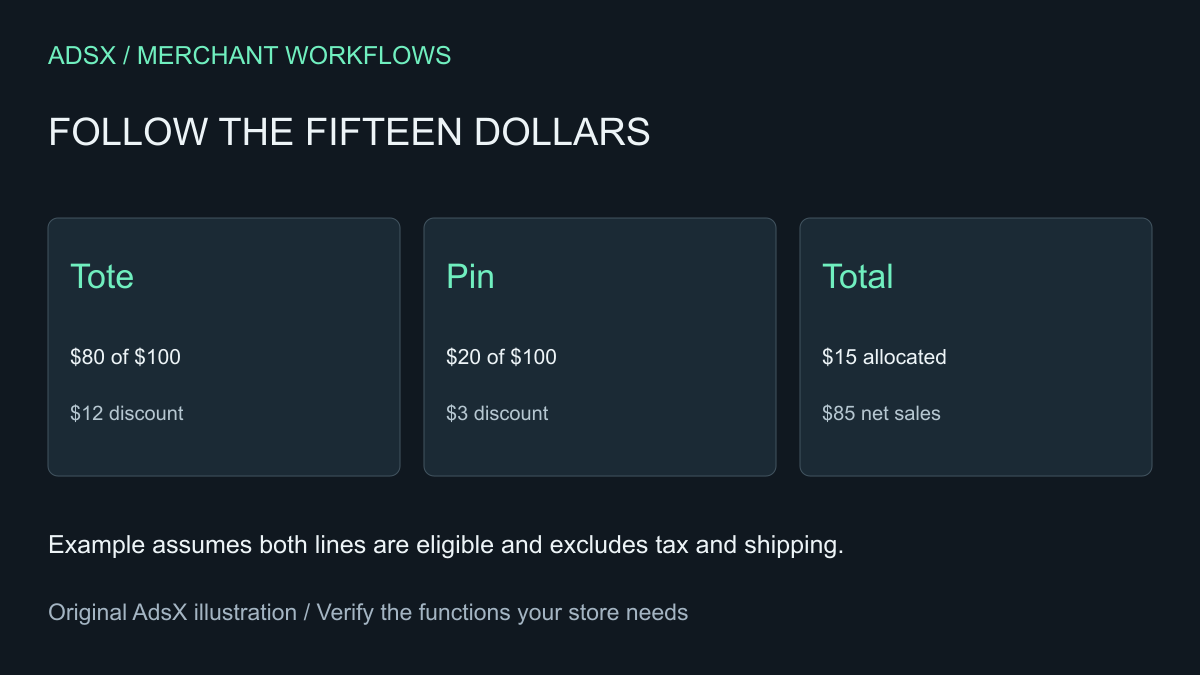 ADSX / MERCHANT WORKFLOWS
FOLLOW THE FIFTEEN DOLLARS
Tote
$80 of $100
$12 discount
Pin
$20 of $100
$3 discount
Total
$15 allocated
$85 net sales
Example assumes both lines are eligible and excludes tax and shipping.
Original AdsX illustration / Verify the functions your store needs